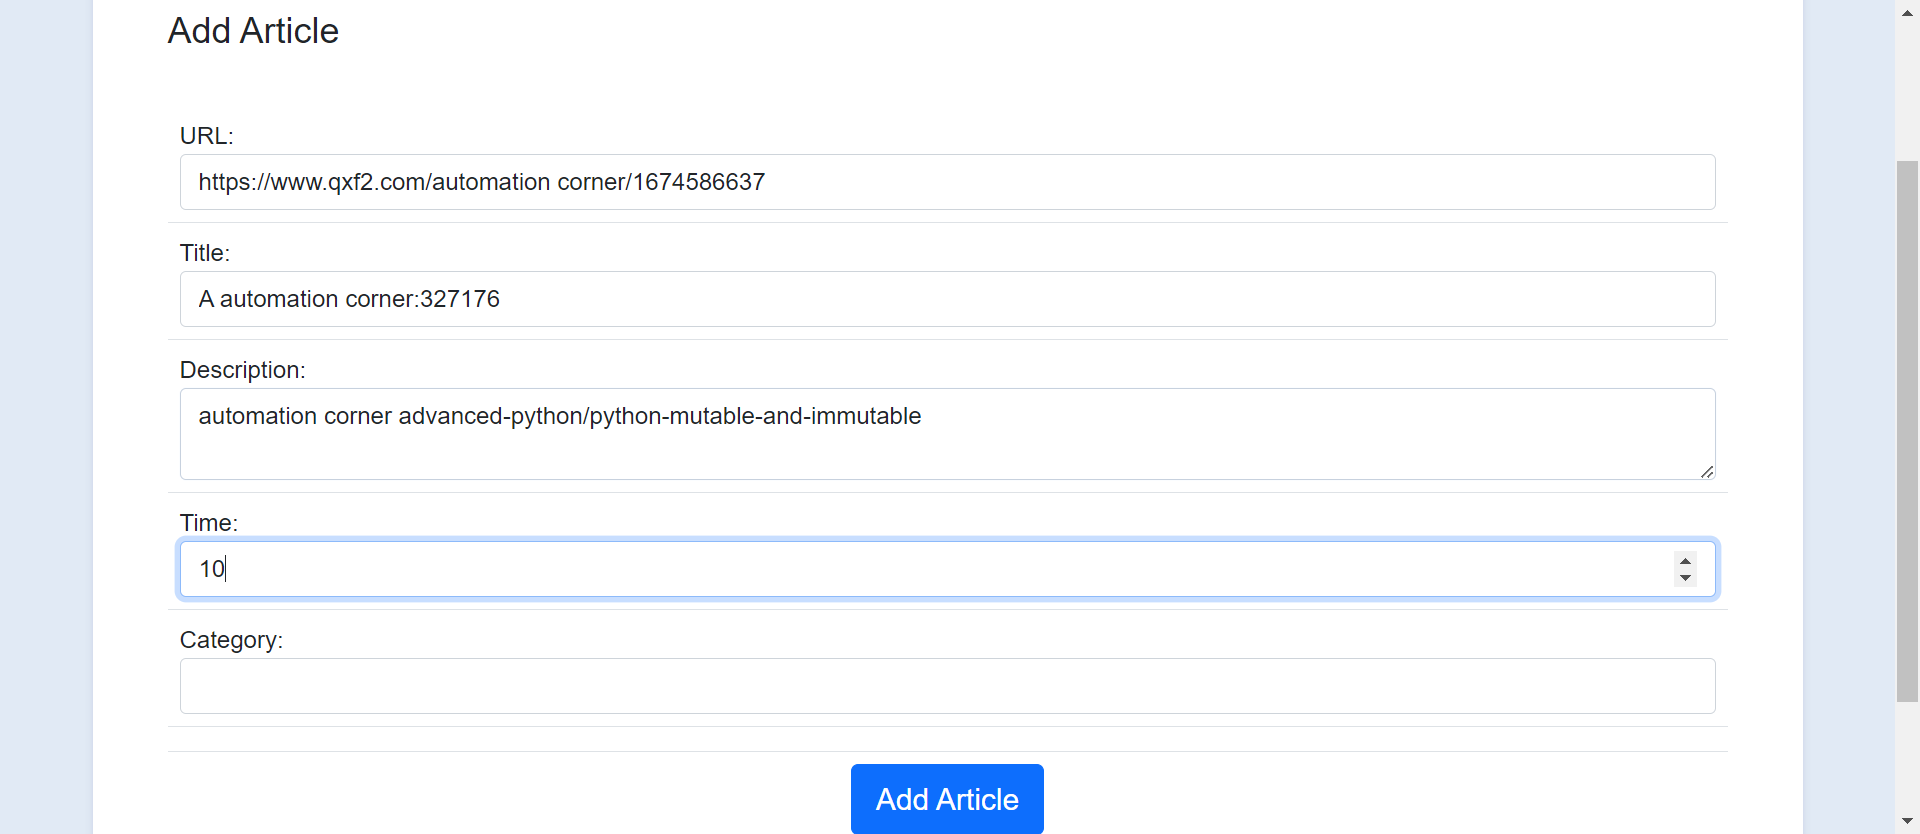 Add Article
URL:
https://www.qxf2.com/automation corner/1674586637
Title:
A automation corner:327176
Description:
automation corner advanced-python/python-mutable-and-immutable
Time:
10
Category:
Add Article